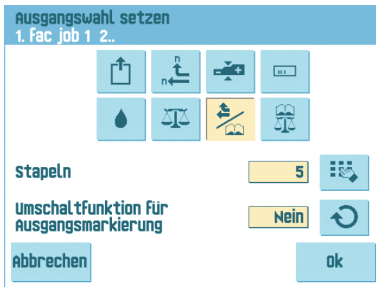 Ausgangswahl setzen
1. Fac job 1 2..
n
n
Stapeln 5
Umschaltfunktion für
Ausgangsmarkierung Nein
Abbrechen Ok